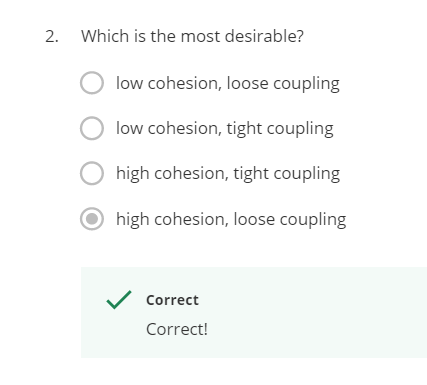 2. Which is the most desirable?
low cohesion, loose coupling
low cohesion, tight coupling
high cohesion, tight coupling
high cohesion, loose coupling
Correct
Correct!